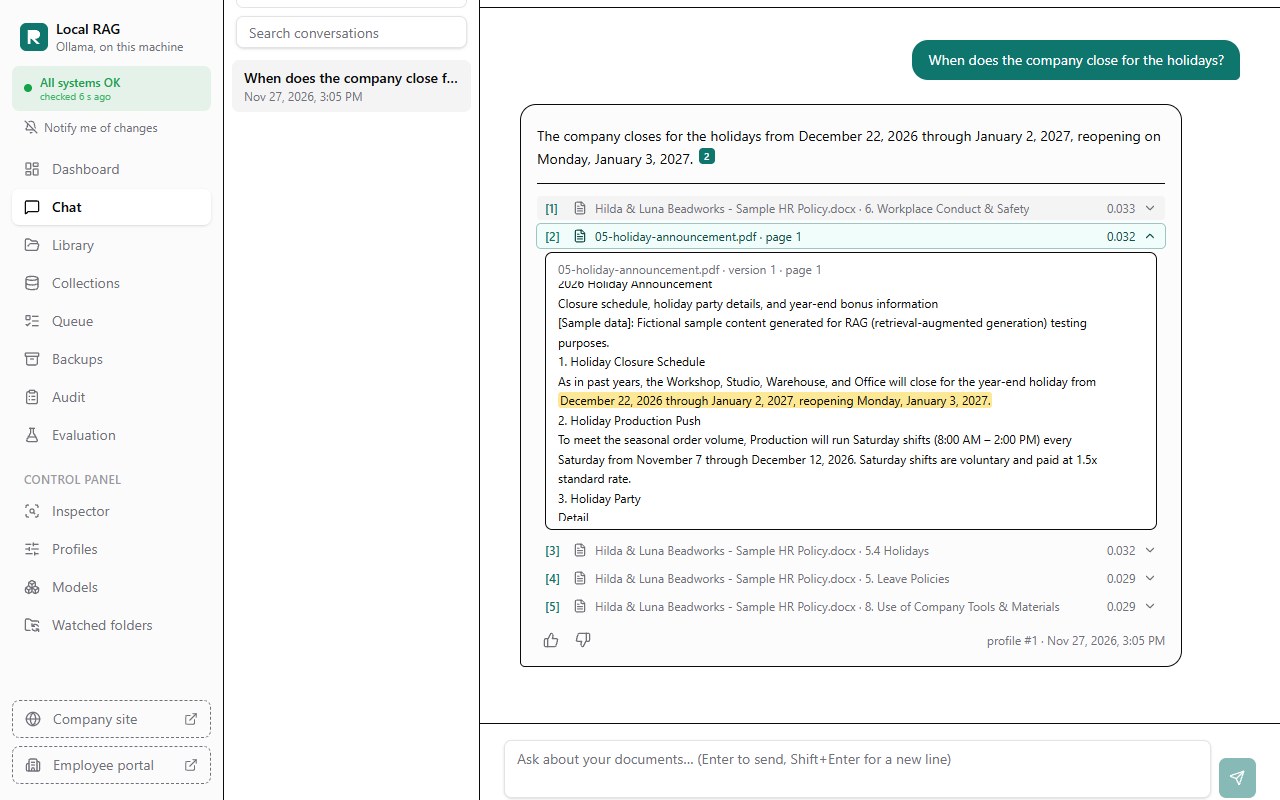 Local RAG
Ollama, on this machine
All systems OK
checked 6 s ago
Notify me of changes
Dashboard
Chat
Library
Collections
Queue
Backups
Audit
Evaluation
CONTROL PANEL
Inspector
Profiles
Models
Watched folders
Company site
Employee portal
Search conversations
When does the company close f...
Nov 27, 2026, 3:05 PM
When does the company close for the holidays?
The company closes for the holidays from December 22, 2026 through January 2, 2027, reopening on
Monday, January 3, 2027. 2
[1] Hilda & Luna Beadworks - Sample HR Policy.docx · 6. Workplace Conduct & Safety 0.033
[2] 05-holiday-announcement.pdf · page 1 0.032
05-holiday-announcement.pdf · version 1 · page 1
2026 Holiday Announcement
Closure schedule, holiday party details, and year-end bonus information
[Sample data]: Fictional sample content generated for RAG (retrieval-augmented generation) testing
purposes.
1. Holiday Closure Schedule
As in past years, the Workshop, Studio, Warehouse, and Office will close for the year-end holiday from
December 22, 2026 through January 2, 2027, reopening Monday, January 3, 2027.
2. Holiday Production Push
To meet the seasonal order volume, Production will run Saturday shifts (8:00 AM – 2:00 PM) every
Saturday from November 7 through December 12, 2026. Saturday shifts are voluntary and paid at 1.5x
standard rate.
3. Holiday Party
Detail
[3] Hilda & Luna Beadworks - Sample HR Policy.docx · 5.4 Holidays 0.032
[4] Hilda & Luna Beadworks - Sample HR Policy.docx · 5. Leave Policies 0.029
[5] Hilda & Luna Beadworks - Sample HR Policy.docx · 8. Use of Company Tools & Materials 0.029
profile #1 · Nov 27, 2026, 3:05 PM
Ask about your documents... (Enter to send, Shift+Enter for a new line)